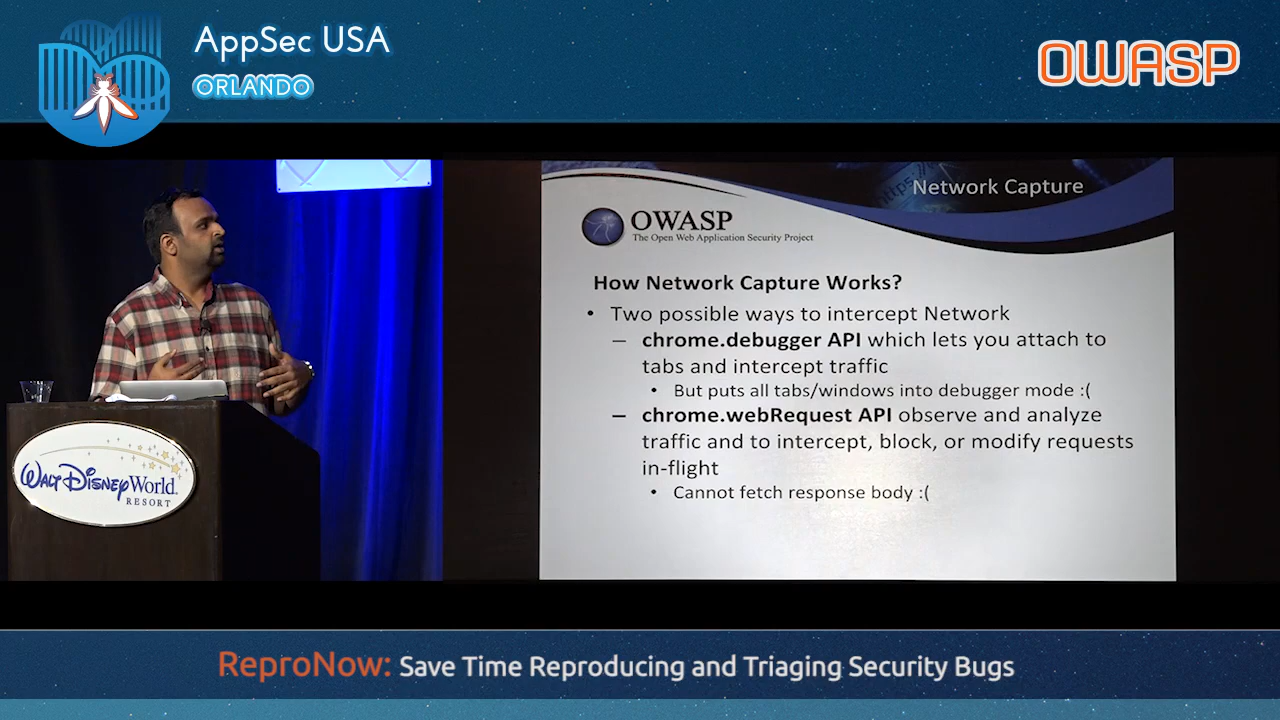 AppSec USA
ORLANDO
OWASP
https://
Network Capture
OWASP
The Open Web Application Security Project
How Network Capture Works?
• Two possible ways to intercept Network
– chrome.debugger API which lets you attach to
tabs and intercept traffic
• But puts all tabs/windows into debugger mode :(
– chrome.webRequest API observe and analyze
traffic and to intercept, block, or modify requests
in-flight
• Cannot fetch response body :(
WALT DISNEY World.
RESORT
ReproNow: Save Time Reproducing and Triaging Security Bugs